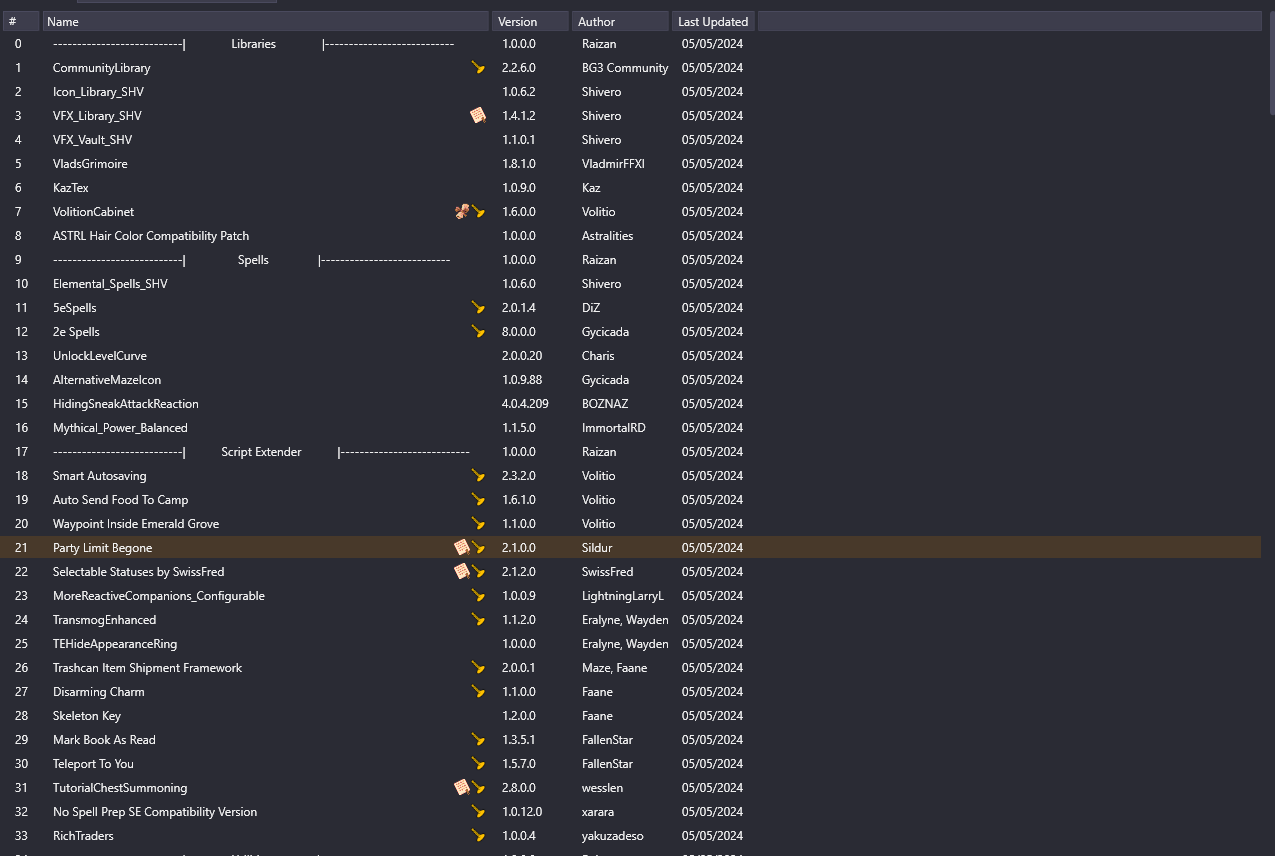 # Name Version Author Last Updated
0 ---------------------------| Libraries |--------------------------- 1.0.0.0 Raizan 05/05/2024
1 CommunityLibrary 2.2.6.0 BG3 Community 05/05/2024
2 Icon_Library_SHV 1.0.6.2 Shivero 05/05/2024
3 VFX_Library_SHV 1.4.1.2 Shivero 05/05/2024
4 VFX_Vault_SHV 1.1.0.1 Shivero 05/05/2024
5 VladsGrimoire 1.8.1.0 VladmirFFXI 05/05/2024
6 KazTex 1.0.9.0 Kaz 05/05/2024
7 VolitionCabinet 1.6.0.0 Volitio 05/05/2024
8 ASTRL Hair Color Compatibility Patch 1.0.0.0 Astralities 05/05/2024
9 ---------------------------| Spells |--------------------------- 1.0.0.0 Raizan 05/05/2024
10 Elemental_Spells_SHV 1.0.6.0 Shivero 05/05/2024
11 5eSpells 2.0.1.4 DiZ 05/05/2024
12 2e Spells 8.0.0.0 Gycicada 05/05/2024
13 UnlockLevelCurve 2.0.0.20 Charis 05/05/2024
14 AlternativeMazeIcon 1.0.9.88 Gycicada 05/05/2024
15 HidingSneakAttackReaction 4.0.4.209 BOZNAZ 05/05/2024
16 Mythical_Power_Balanced 1.1.5.0 ImmortalRD 05/05/2024
17 ---------------------------| Script Extender |--------------------------- 1.0.0.0 Raizan 05/05/2024
18 Smart Autosaving 2.3.2.0 Volitio 05/05/2024
19 Auto Send Food To Camp 1.6.1.0 Volitio 05/05/2024
20 Waypoint Inside Emerald Grove 1.1.0.0 Volitio 05/05/2024
21 Party Limit Begone 2.1.0.0 Sildur 05/05/2024
22 Selectable Statuses by SwissFred 2.1.2.0 SwissFred 05/05/2024
23 MoreReactiveCompanions_Configurable 1.0.0.9 LightningLarryL 05/05/2024
24 TransmogEnhanced 1.1.2.0 Eralyne, Wayden 05/05/2024
25 TEHideAppearanceRing 1.0.0.0 Eralyne, Wayden 05/05/2024
26 Trashcan Item Shipment Framework 2.0.0.1 Maze, Faane 05/05/2024
27 Disarming Charm 1.1.0.0 Faane 05/05/2024
28 Skeleton Key 1.2.0.0 Faane 05/05/2024
29 Mark Book As Read 1.3.5.1 FallenStar 05/05/2024
30 Teleport To You 1.5.7.0 FallenStar 05/05/2024
31 TutorialChestSummoning 2.8.0.0 wesslen 05/05/2024
32 No Spell Prep SE Compatibility Version 1.0.12.0 xarara 05/05/2024
33 RichTraders 1.0.0.4 yakuzadeso 05/05/2024